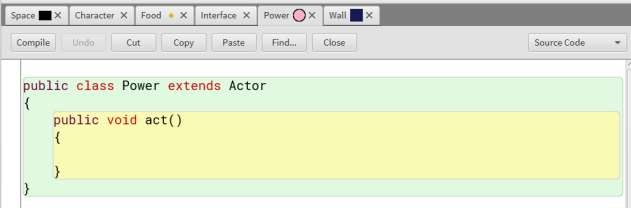 Space Character Food Interface Power Wall
Compile Undo Cut Copy Paste Find... Close Source Code
public class Power extends Actor
{
public void act()
{
}
}